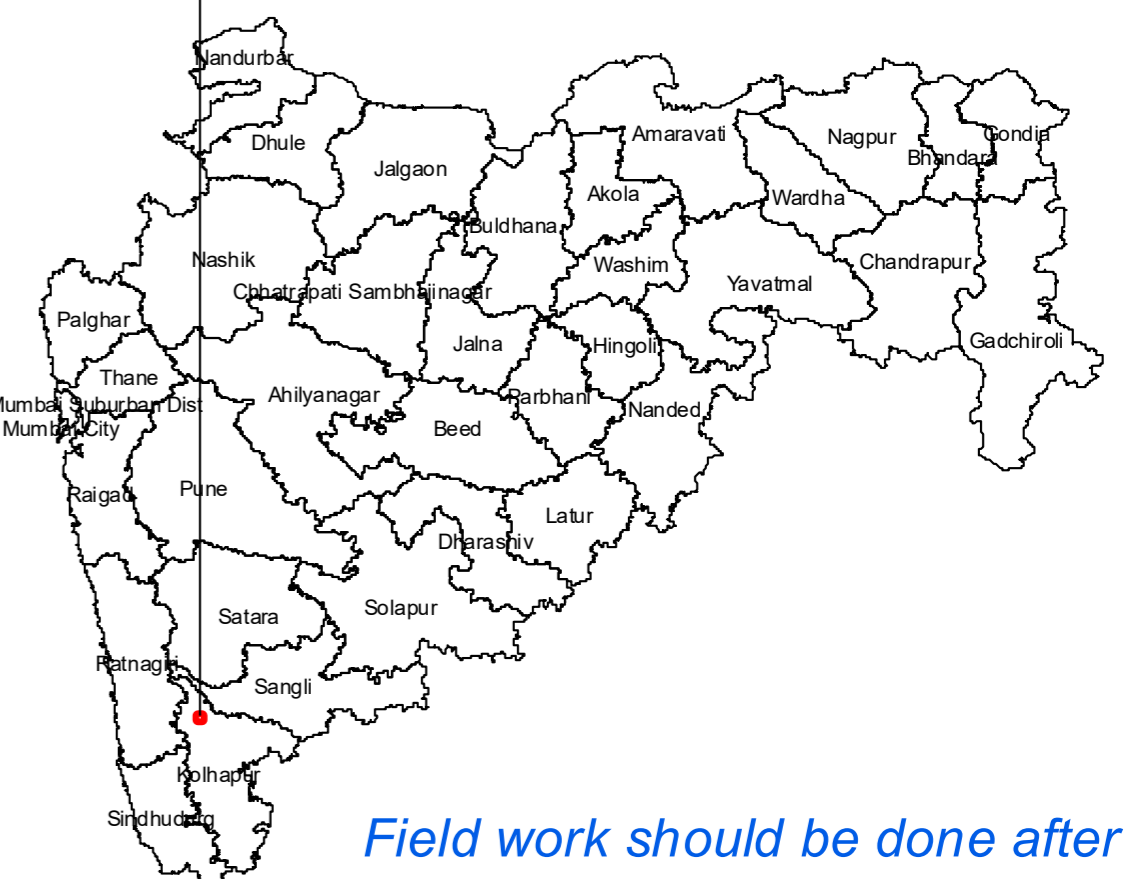 Nandurbar
Dhule
Jalgaon
Amaravati
Nagpur
Gondia
Bhandara
Akola
Wardha
Buldhana
Nashik
Washim
Chandrapur
Yavatmal
Chhatrapati Sambhajinagar
Palghar
Jalna
Hingoli
Gadchiroli
Thane
Ahilyanagar
Parbhani
Mumbai Suburban Dist
Nanded
Mumbai City
Beed
Raigad
Pune
Latur
Dharashiv
Solapur
Satara
Ratnagiri
Sangli
Kolhapur
Sindhudurg
Field work should be done after